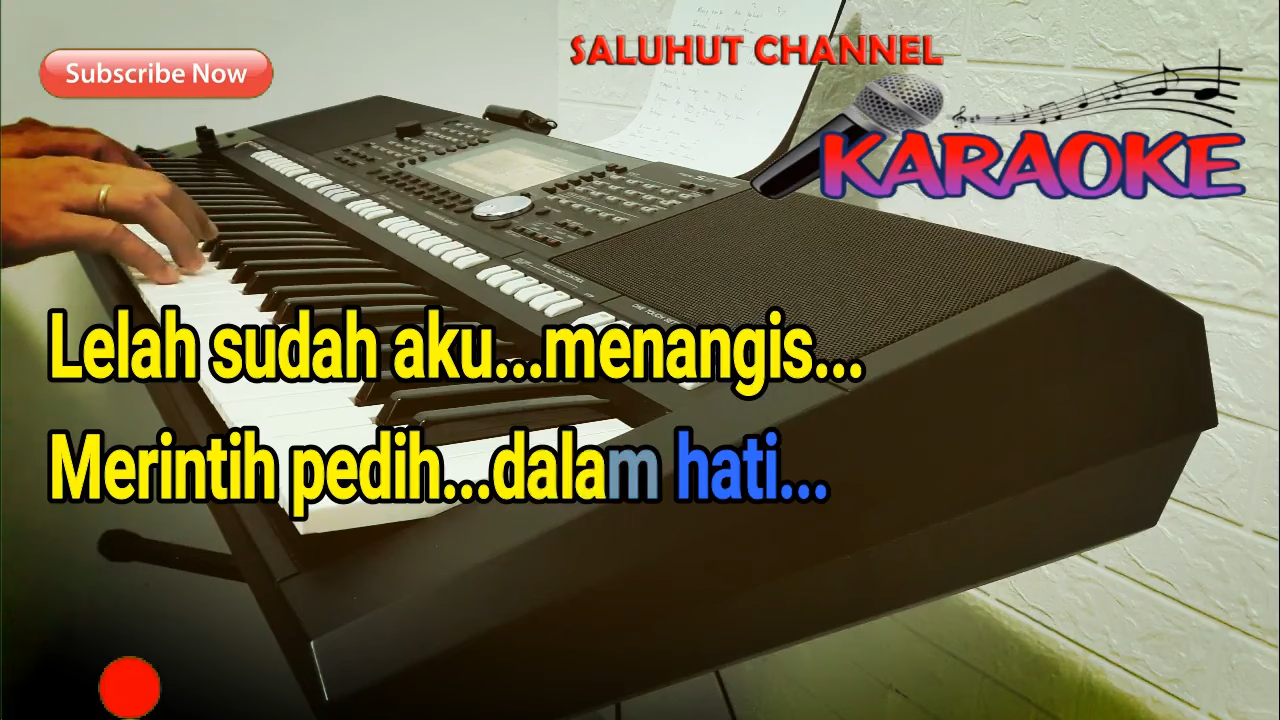 SALUHUT CHANNEL
Subscribe Now
KARAOKE
Lelah sudah aku...menangis...
Merintih pedih...dalam hati...